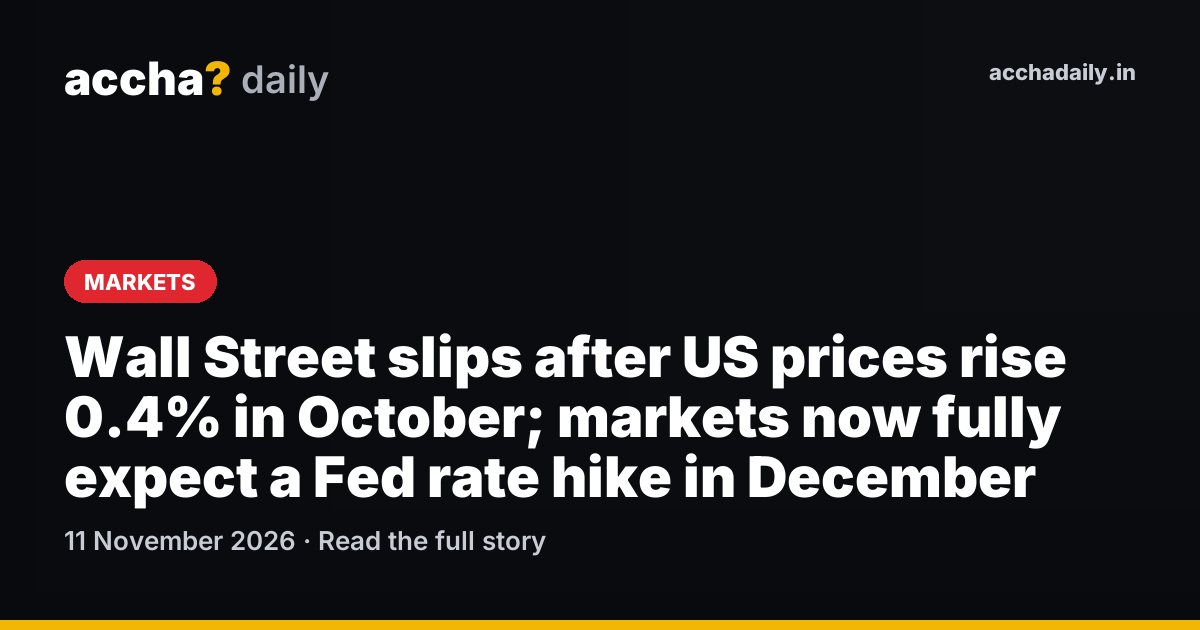 accha? daily
acchadaily.in
MARKETS
Wall Street slips after US prices rise
0.4% in October; markets now fully
expect a Fed rate hike in December
11 November 2026 · Read the full story